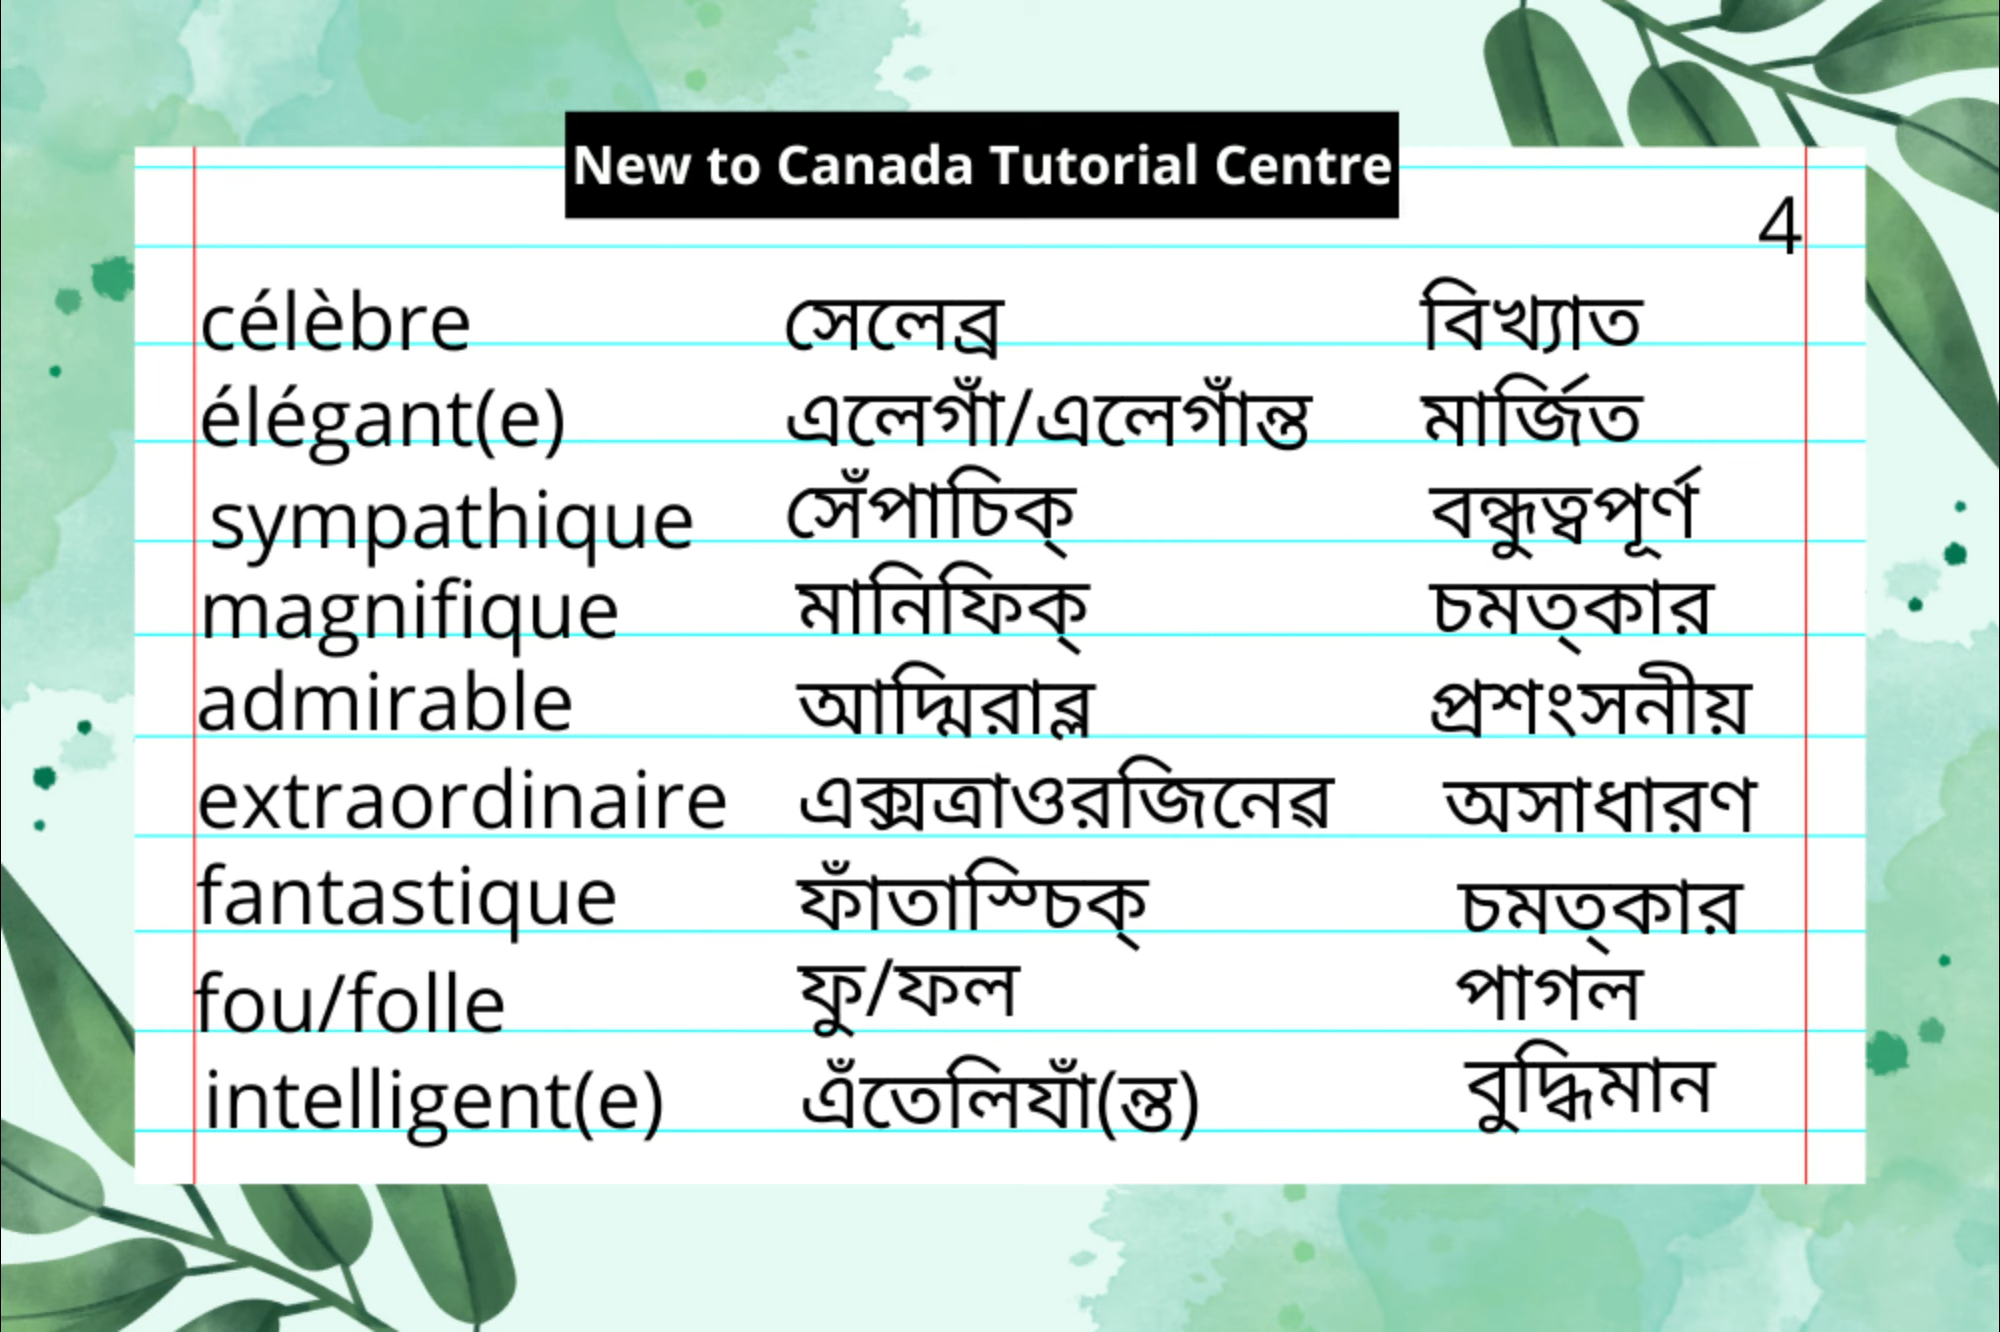 New to Canada Tutorial Centre
4
célèbre সেলেব্র বিখ্যাত
élégant(e) এলেগাঁ/এলেগাঁন্ত মার্জিত
sympathique সেঁপাচিক্ বন্ধুত্বপূর্ণ
magnifique মানিফিক্ চমত্কার
admirable আদ্মিরাব্ল প্রশংসনীয়
extraordinaire এক্সত্রাওরজিনেৱ অসাধারণ
fantastique ফাঁতাস্চিক্ চমত্কার
fou/folle ফু/ফল পাগল
intelligent(e) এঁতেলিযাঁ(ন্ত) বুদ্ধিমান